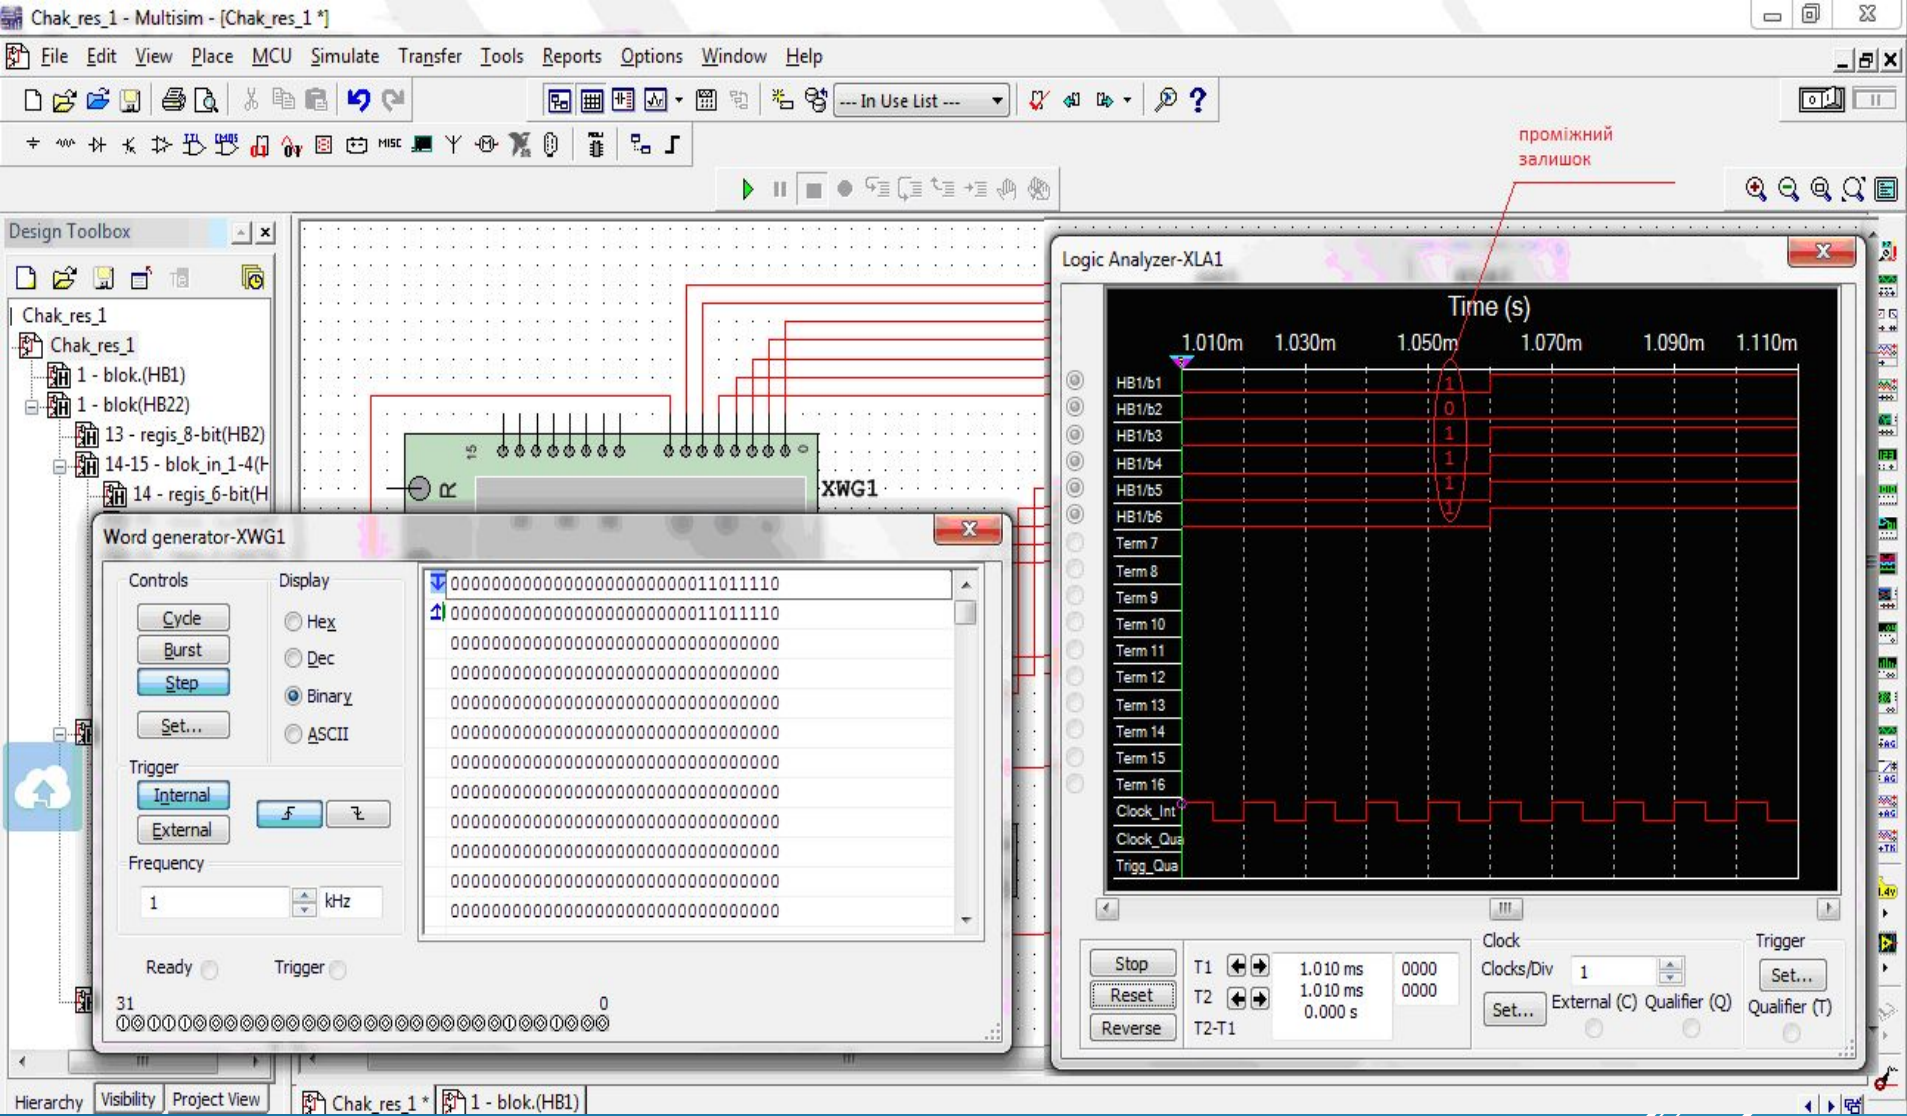 Chak_res_1 - Multisim - [Chak_res_1 *]
File Edit View Place MCU Simulate Transfer Tools Reports Options Window Help
--- In Use List ---
MISC
проміжний
залишок
Design Toolbox
Chak_res_1
Chak_res_1
1 - blok.(HB1)
1 - blok(HB22)
13 - regis_8-bit(HB2)
14-15 - blok_in_1-4(H
14 - regis_6-bit(H
15
0
R
XWG1
Word generator-XWG1
Controls
Cycle
Burst
Step
Set...
Display
Hex
Dec
Binary
ASCII
Trigger
Internal
External
Frequency
1 kHz
Ready
Trigger
31 0
00000000000000000000000011011110
00000000000000000000000011011110
00000000000000000000000000000000
00000000000000000000000000000000
00000000000000000000000000000000
00000000000000000000000000000000
00000000000000000000000000000000
00000000000000000000000000000000
00000000000000000000000000000000
00000000000000000000000000000000
00000000000000000000000000000000
00000000000000000000000000000000
Logic Analyzer-XLA1
Time (s)
1.010m 1.030m 1.050m 1.070m 1.090m 1.110m
HB1/b1 1
HB1/b2 0
HB1/b3 1
HB1/b4 1
HB1/b5 1
HB1/b6 1
Term 7
Term 8
Term 9
Term 10
Term 11
Term 12
Term 13
Term 14
Term 15
Term 16
Clock_Int
Clock_Qua
Trigg_Qua
Stop
Reset
Reverse
T1 1.010 ms 0000
T2 1.010 ms 0000
T2-T1 0.000 s
Clock
Clocks/Div 1
Set...
External (C) Qualifier (Q)
Trigger
Set...
Qualifier (T)
Hierarchy Visibility Project View
Chak_res_1 * 1 - blok.(HB1)